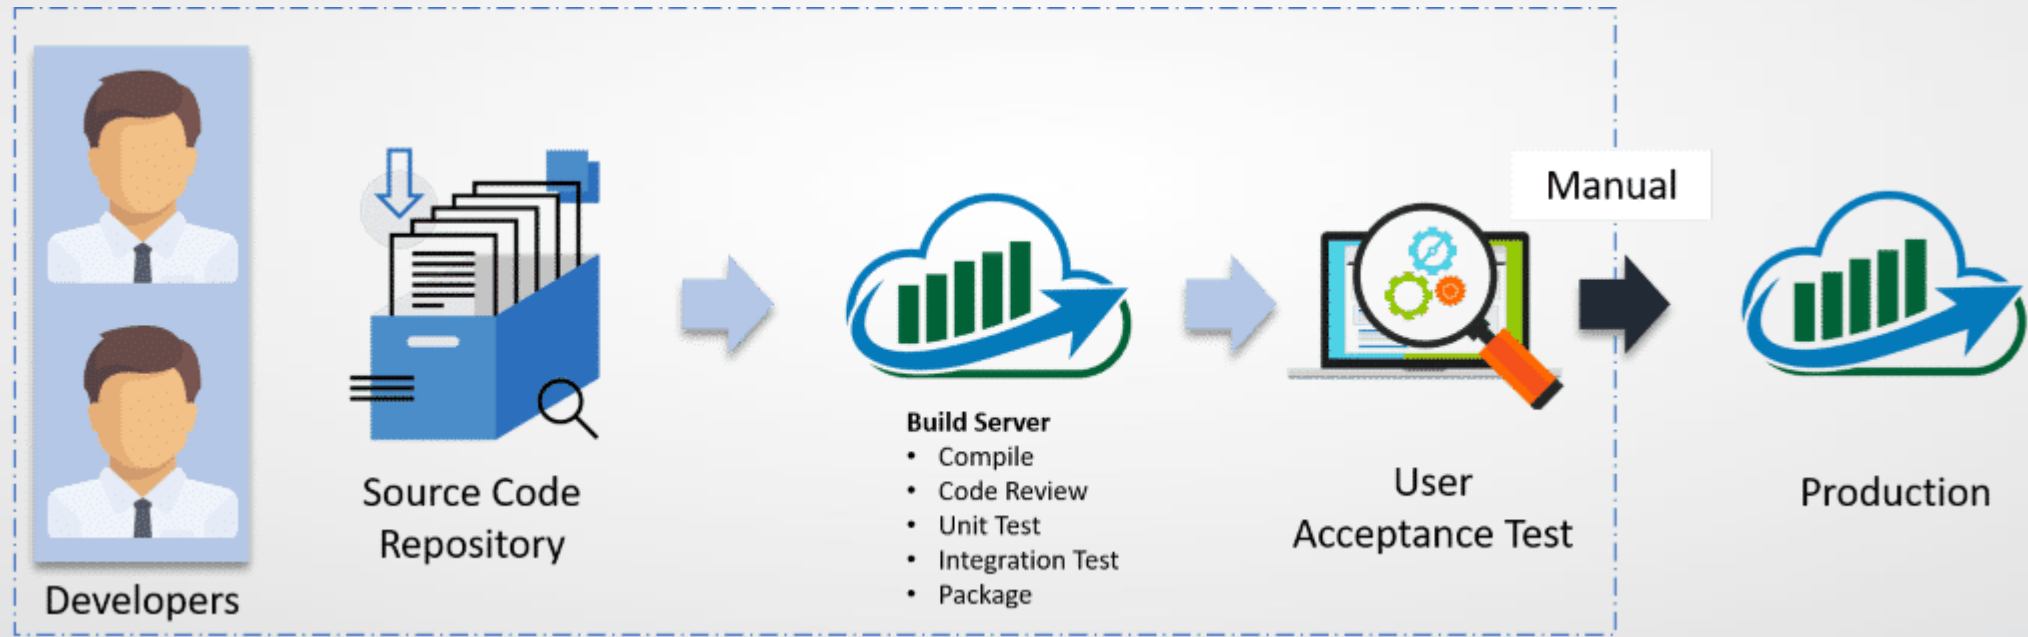 Developers
Source Code
Repository
Build Server
• Compile
• Code Review
• Unit Test
• Integration Test
• Package
User
Acceptance Test
Manual
Production